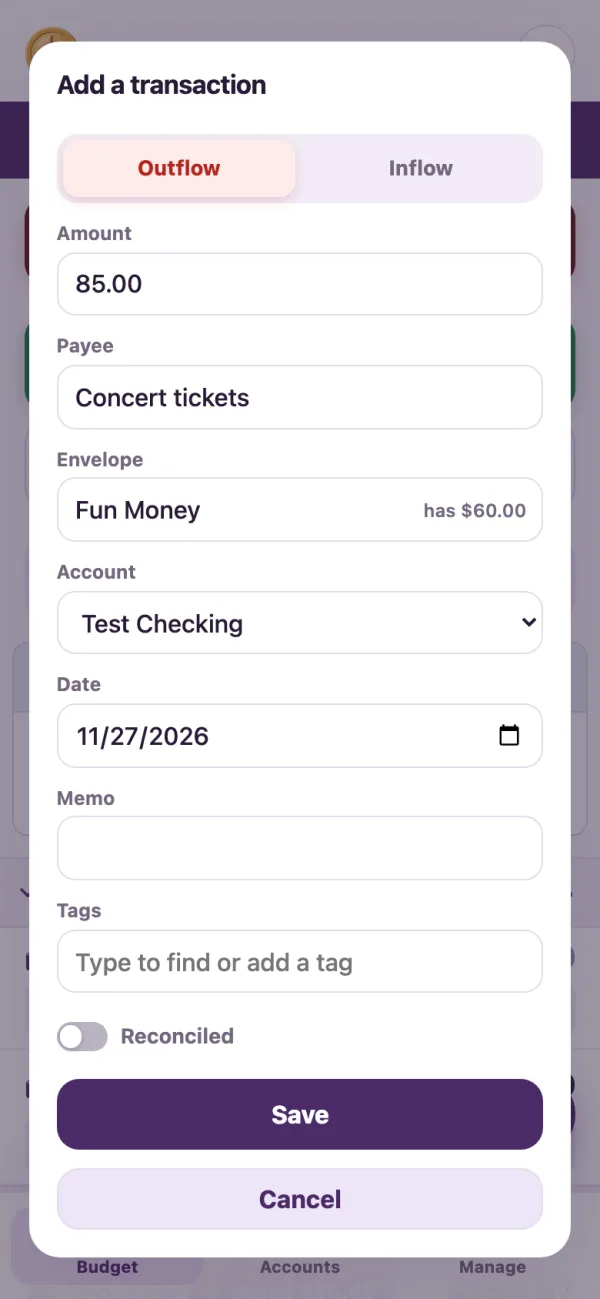 Add a transaction
Outflow
Inflow
Amount
85.00
Payee
Concert tickets
Envelope
Fun Money
has $60.00
Account
Test Checking
Date
11/27/2026
Memo
Tags
Type to find or add a tag
Reconciled
Save
Cancel
Budget
Accounts
Manage